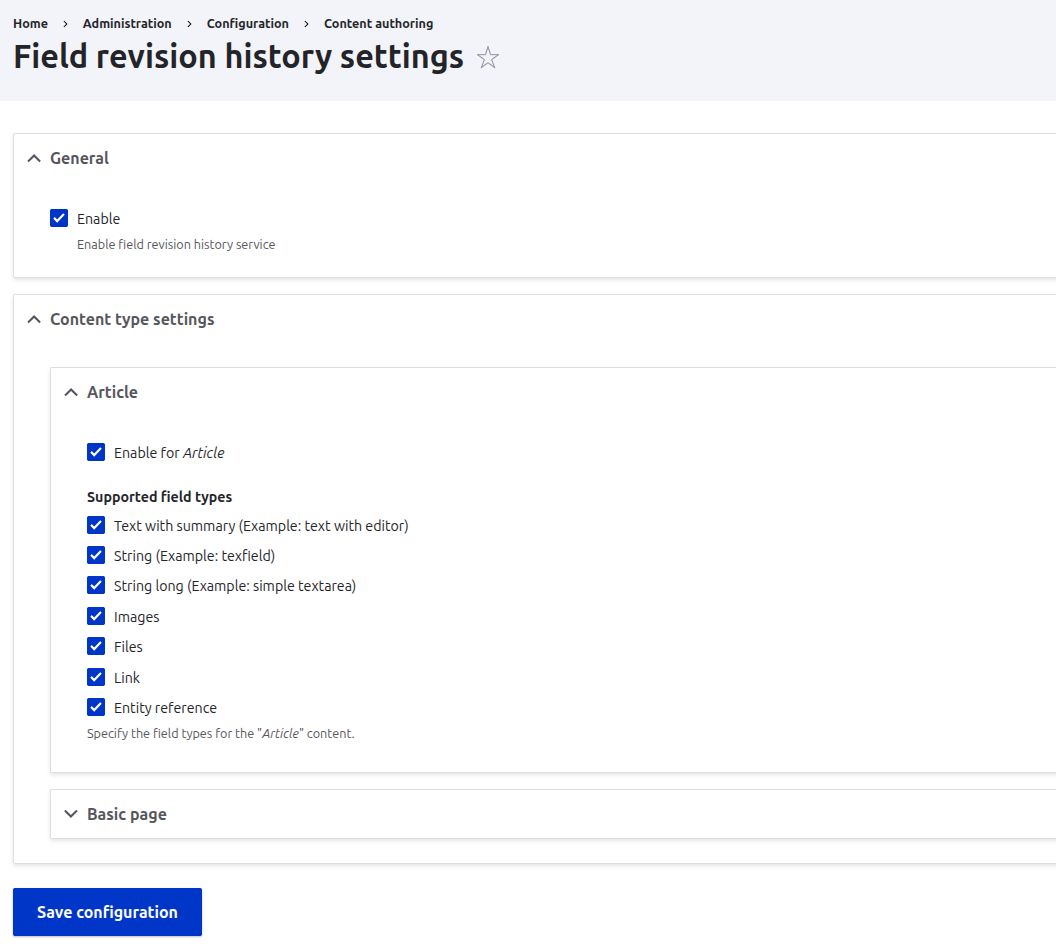 Home › Administration › Configuration › Content authoring
Field revision history settings
General
Enable
Enable field revision history service
Content type settings
Article
Enable for Article
Supported field types
Text with summary (Example: text with editor)
String (Example: texfield)
String long (Example: simple textarea)
Images
Files
Link
Entity reference
Specify the field types for the "Article" content.
Basic page
Save configuration